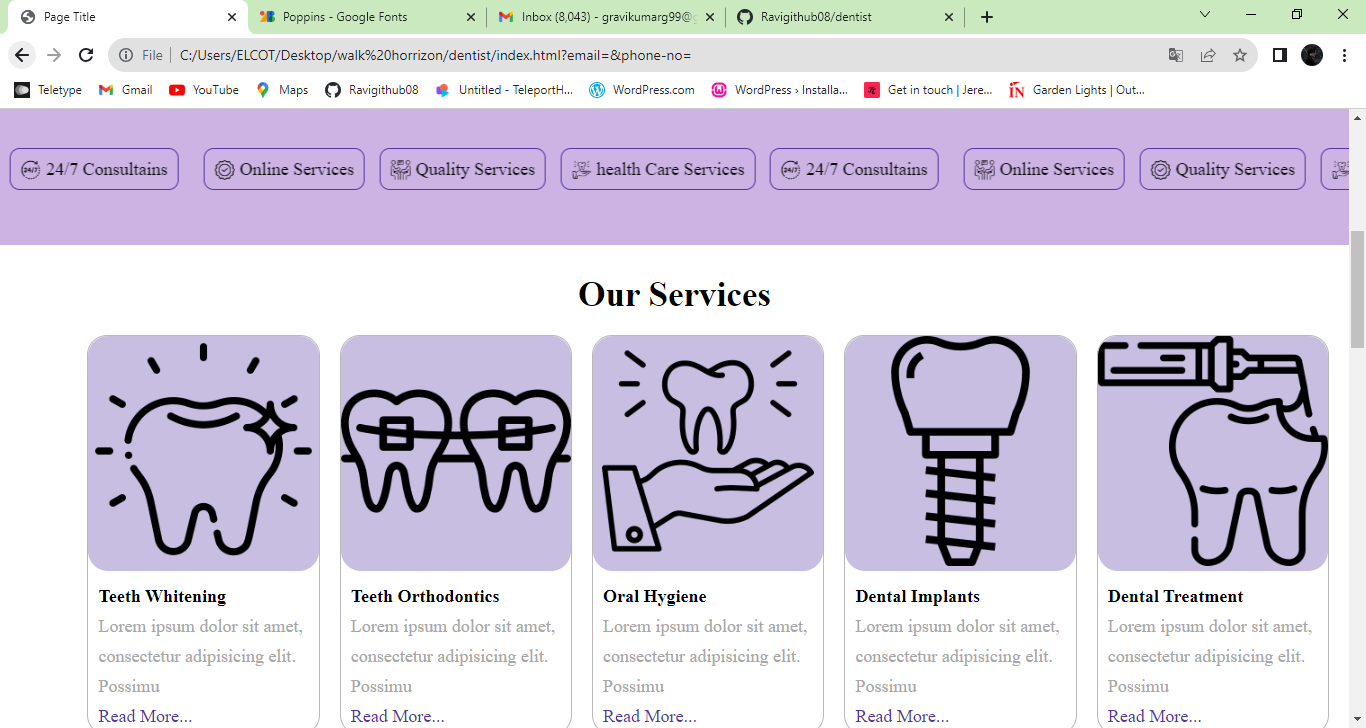 Page Title
Poppins - Google Fonts
Inbox (8,043) - gravikumarg99@g
Ravigithub08/dentist
File
C:/Users/ELCOT/Desktop/walk%20horrizon/dentist/index.html?email=&phone-no=
Teletype
Gmail
YouTube
Maps
Ravigithub08
Untitled - TeleportH...
WordPress.com
WordPress › Installa...
Get in touch | Jere...
Garden Lights | Out...
24/7 Consultains
Online Services
Quality Services
health Care Services
24/7 Consultains
Online Services
Quality Services
Our Services
Teeth Whitening
Lorem ipsum dolor sit amet,
consectetur adipisicing elit.
Possimu
Read More...
Teeth Orthodontics
Lorem ipsum dolor sit amet,
consectetur adipisicing elit.
Possimu
Read More...
Oral Hygiene
Lorem ipsum dolor sit amet,
consectetur adipisicing elit.
Possimu
Read More...
Dental Implants
Lorem ipsum dolor sit amet,
consectetur adipisicing elit.
Possimu
Read More...
Dental Treatment
Lorem ipsum dolor sit amet,
consectetur adipisicing elit.
Possimu
Read More...